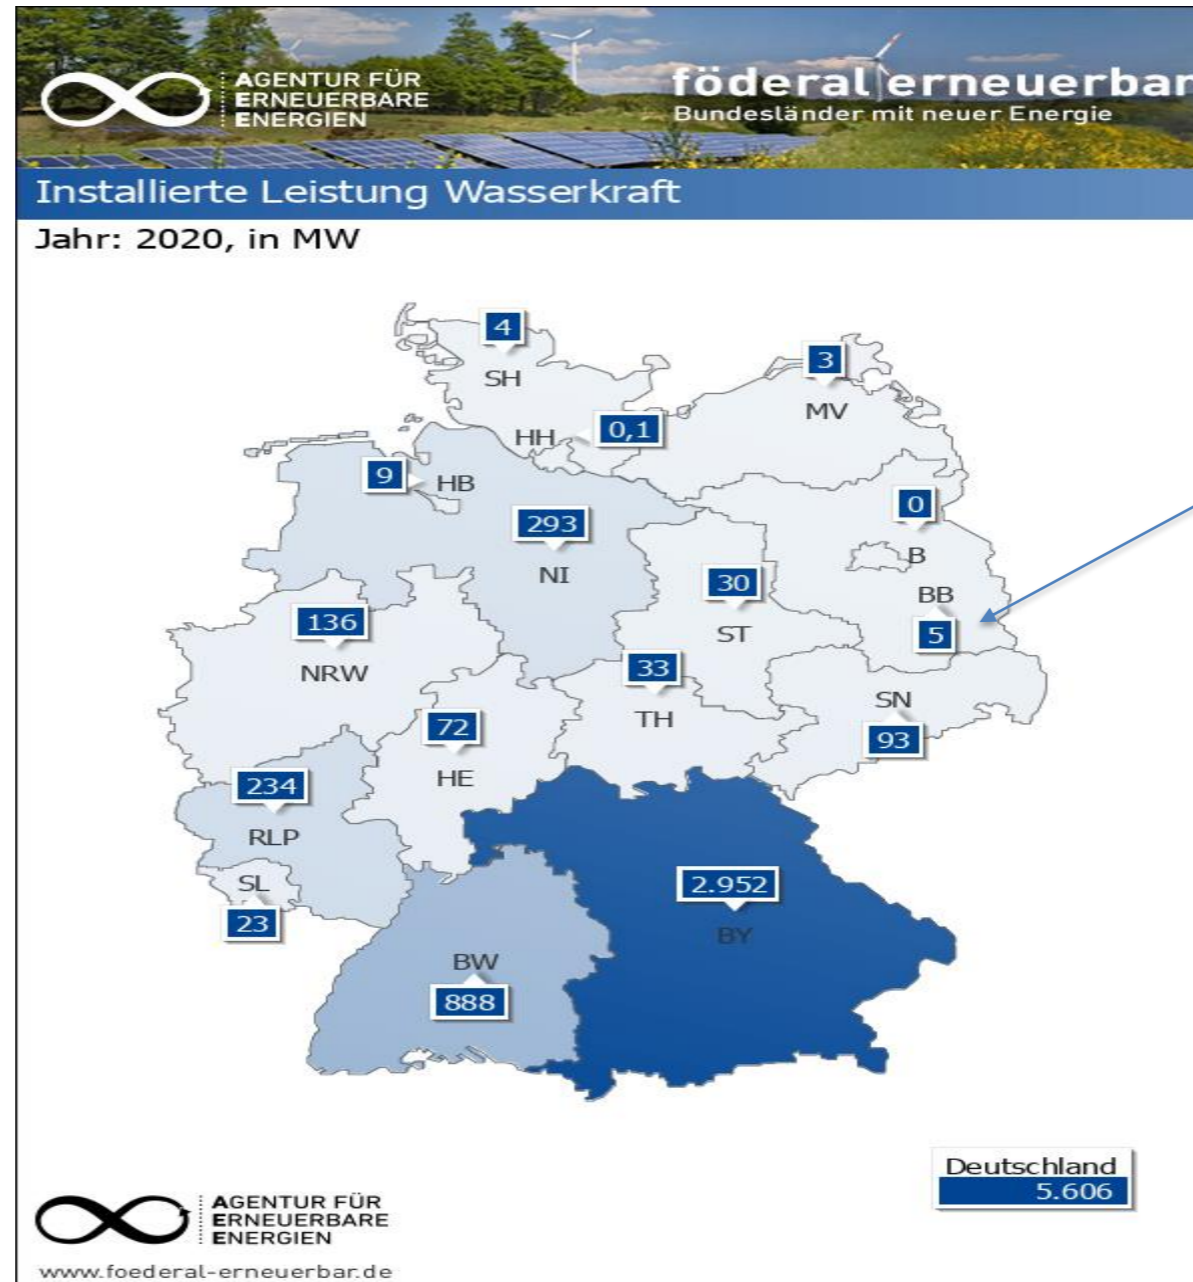 AGENTUR FÜR
ERNEUERBARE
ENERGIEN
föderal erneuerbar
Bundesländer mit neuer Energie
Installierte Leistung Wasserkraft
Jahr: 2020, in MW
4
SH
3
MV
HH
0,1
9
HB
0
293
NI
B
BB
5
30
ST
136
NRW
33
TH
SN
93
72
HE
234
RLP
SL
23
2.952
BY
BW
888
Deutschland
5.606
AGENTUR FÜR
ERNEUERBARE
ENERGIEN
www.foederal-erneuerbar.de